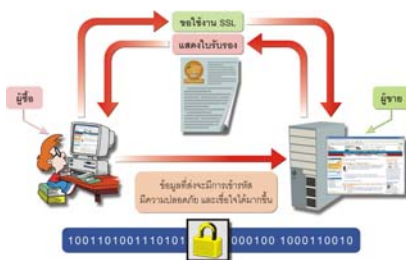 ขอใช้งาน SSL
แสดงใบรับรอง
ผู้ซื้อ
ผู้ขาย
ข้อมูลที่ส่งจะมีการเข้ารหัส
มีความปลอดภัย และเชื่อใจได้มากขึ้น
1001101001110101 000100 1000110010